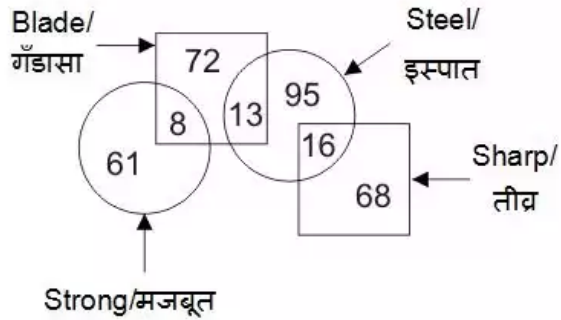 Blade/
गँडासा
Steel/
इस्पात
72
13
95
8
16
61
68
Sharp/
तीव्र
Strong/मजबूत